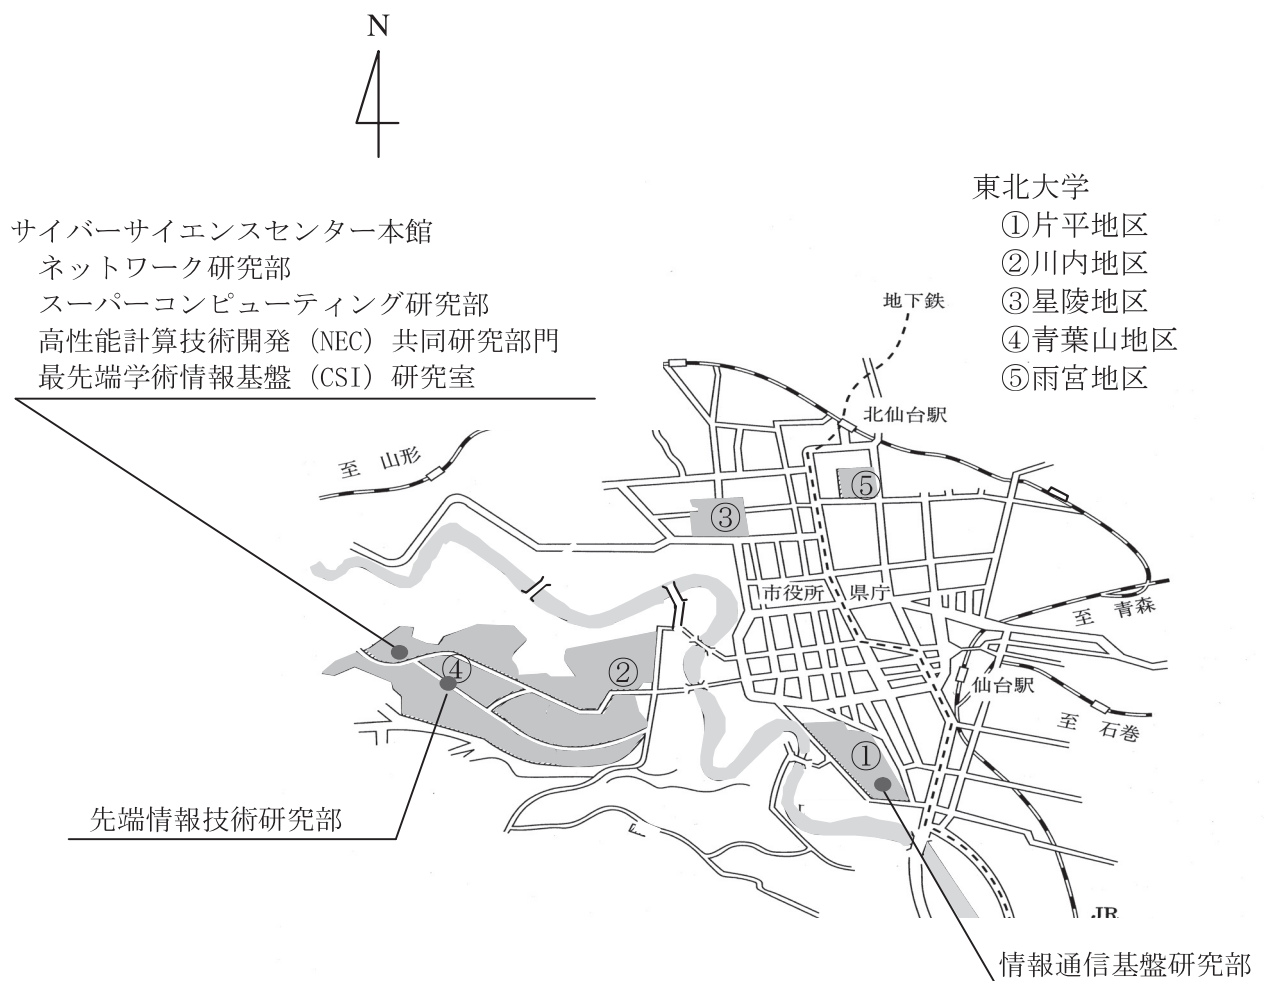 N
東北大学
①片平地区
②川内地区
③星陵地区
④青葉山地区
⑤雨宮地区
サイバーサイエンスセンター本館
ネットワーク研究部
スーパーコンピューティング研究部
高性能計算技術開発（NEC）共同研究部門
最先端学術情報基盤（CSI）研究室
地下鉄
北仙台駅
至 山形
⑤
③
市役所
県庁
至 青森
④
②
仙台駅
至 石巻
①
先端情報技術研究部
JR
情報通信基盤研究部